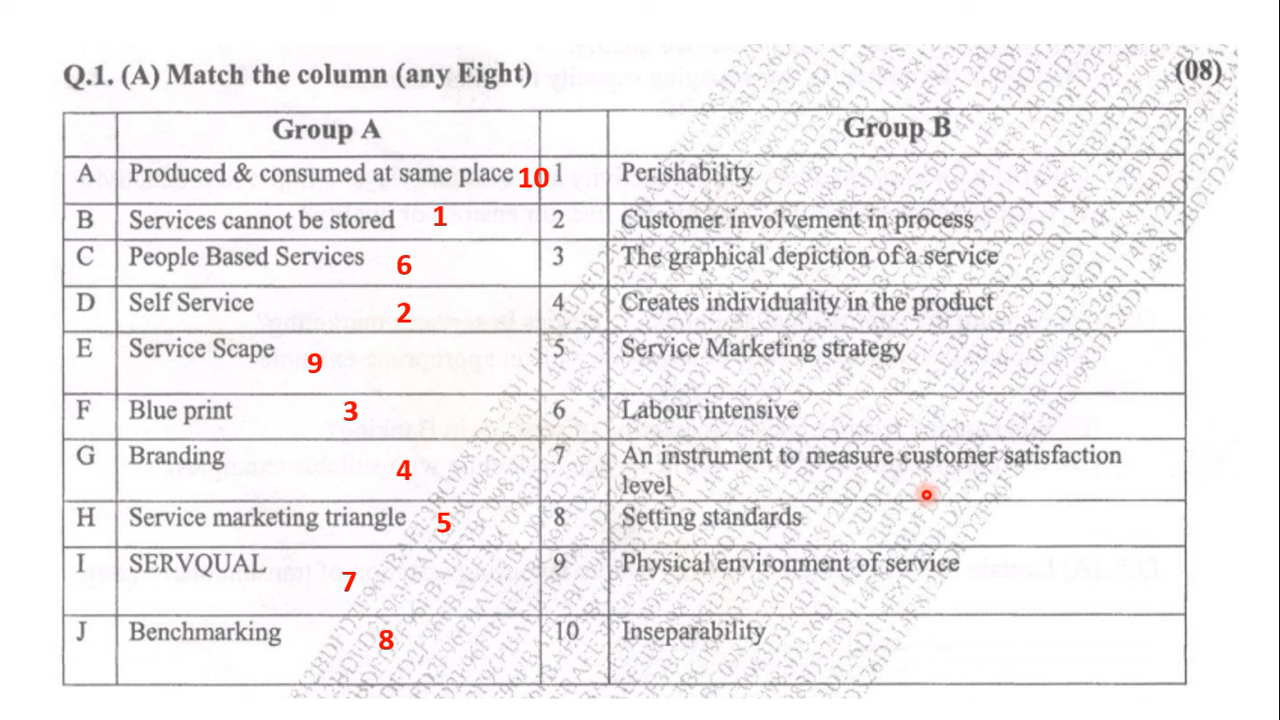 Q.1. (A) Match the column (any Eight) (08)
Group A Group B
A Produced & consumed at same place 10 1 Perishability
B Services cannot be stored 1 2 Customer involvement in process
C People Based Services 6 3 The graphical depiction of a service
D Self Service 2 4 Creates individuality in the product
E Service Scape 9 5 Service Marketing strategy
F Blue print 3 6 Labour intensive
G Branding 4 7 An instrument to measure customer satisfaction
level
H Service marketing triangle 5 8 Setting standards
I SERVQUAL 7 9 Physical environment of service
J Benchmarking 8 10 Inseparability